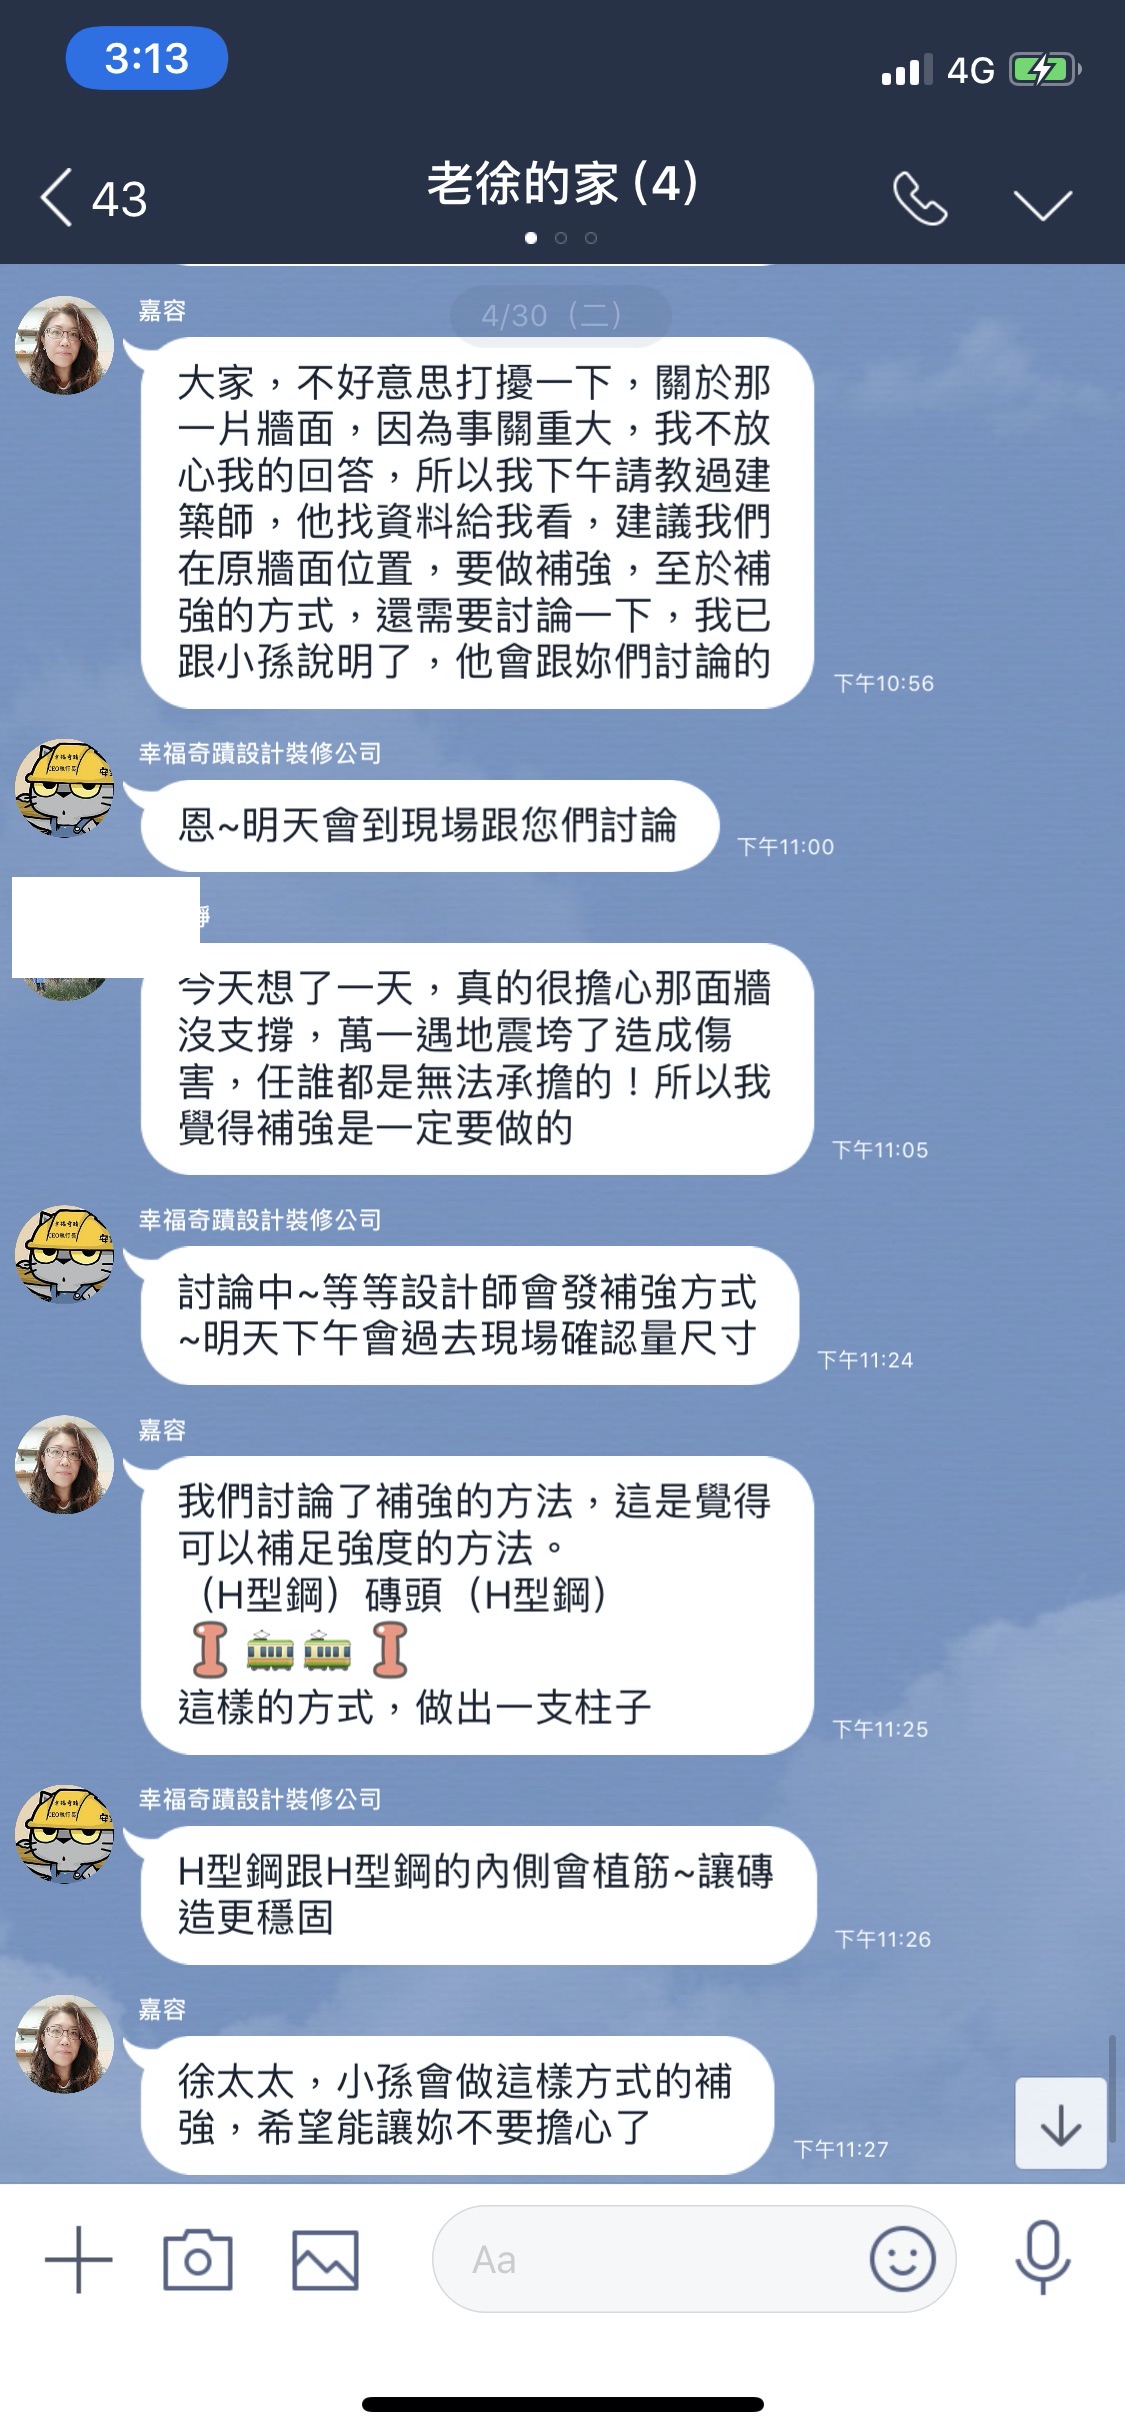 3:13
4G
43
老徐的家 (4)
4/30（二）
嘉容
大家，不好意思打擾一下，關於那
一片牆面，因為事關重大，我不放
心我的回答，所以我下午請教過建
築師，他找資料給我看，建議我們
在原牆面位置，要做補強，至於補
強的方式，還需要討論一下，我已
跟小孫說明了，他會跟妳們討論的
下午10:56
幸福奇蹟設計裝修公司
恩~明天會到現場跟您們討論
下午11:00
今天想了一天，真的很擔心那面牆
沒支撐，萬一遇地震垮了造成傷
害，任誰都是無法承擔的！所以我
覺得補強是一定要做的
下午11:05
幸福奇蹟設計裝修公司
討論中~等等設計師會發補強方式
~明天下午會過去現場確認量尺寸
下午11:24
嘉容
我們討論了補強的方法，這是覺得
可以補足強度的方法。
（H型鋼）磚頭（H型鋼）
這樣的方式，做出一支柱子
下午11:25
幸福奇蹟設計裝修公司
H型鋼跟H型鋼的內側會植筋~讓磚
造更穩固
下午11:26
嘉容
徐太太，小孫會做這樣方式的補
強，希望能讓妳不要擔心了
下午11:27
Aa